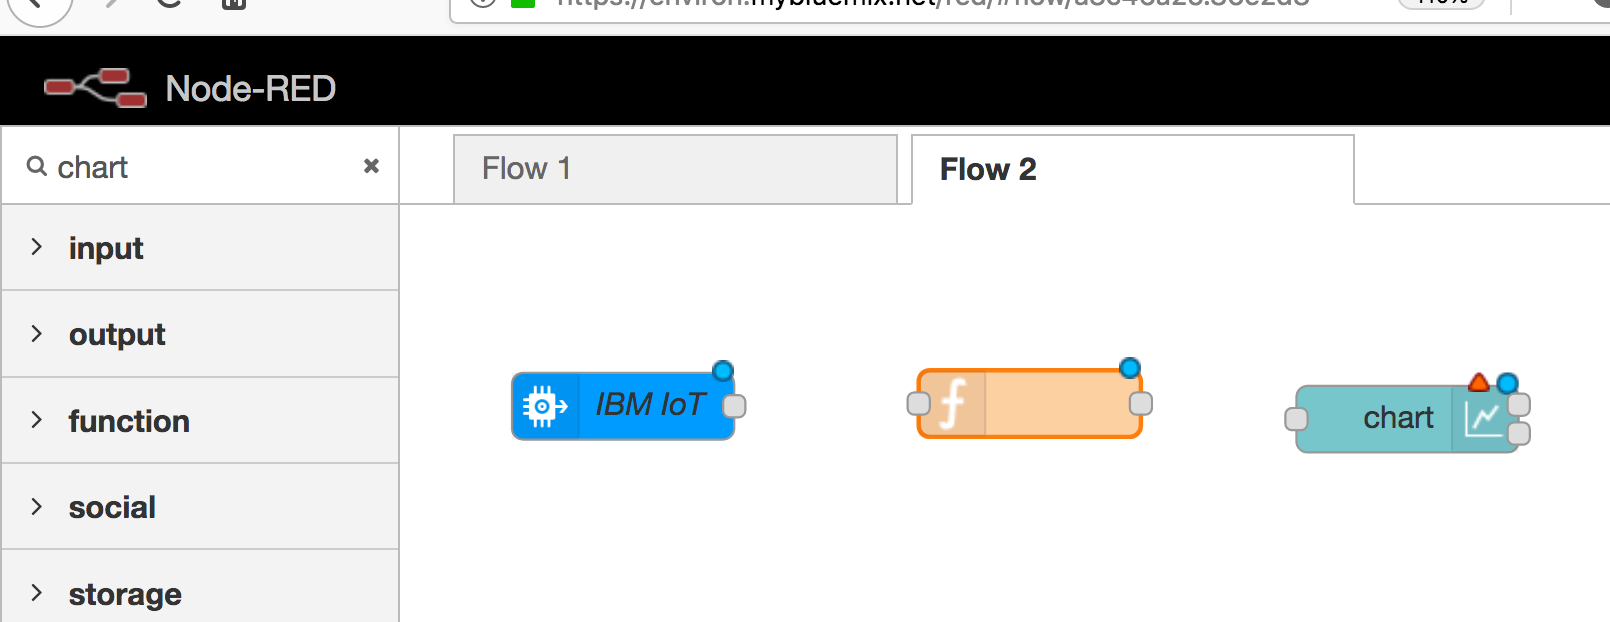 Node-RED
chart
Flow 1
Flow 2
input
output
function
social
storage
IBM IoT
f
chart